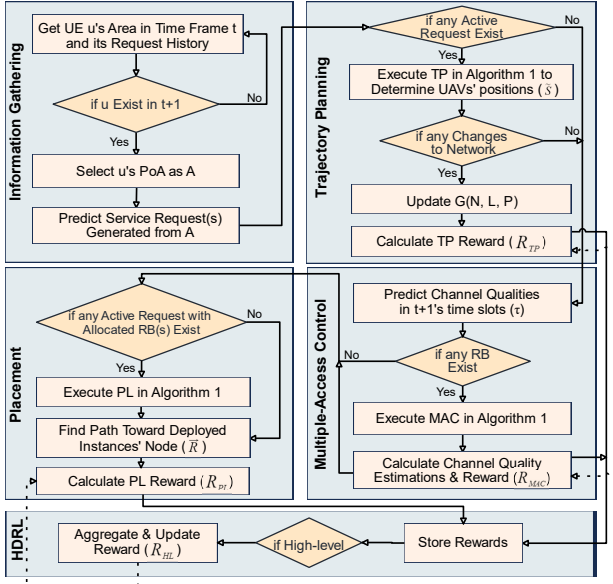 Information Gathering
Get UE u's Area in Time Frame t
and its Request History
if u Exist in t+1
No
Yes
Select u's PoA as A
Predict Service Request(s)
Generated from A
Trajectory Planning
if any Active
Request Exist
No
Yes
Execute TP in Algorithm 1 to
Determine UAVs' positions (s̄)
if any Changes
to Network
No
Yes
Update G(N, L, P)
Calculate TP Reward (R_TP)
Placement
if any Active Request with
Allocated RB(s) Exist
No
Yes
Execute PL in Algorithm 1
Find Path Toward Deployed
Instances' Node (R̄)
Calculate PL Reward (R_Pl)
Multiple-Access Control
Predict Channel Qualities
in t+1's time slots (τ)
if any RB
Exist
No
Yes
Execute MAC in Algorithm 1
Calculate Channel Quality
Estimations & Reward (R_MAC)
HDRL
Aggregate & Update
Reward (R_HL)
if High-level
Store Rewards